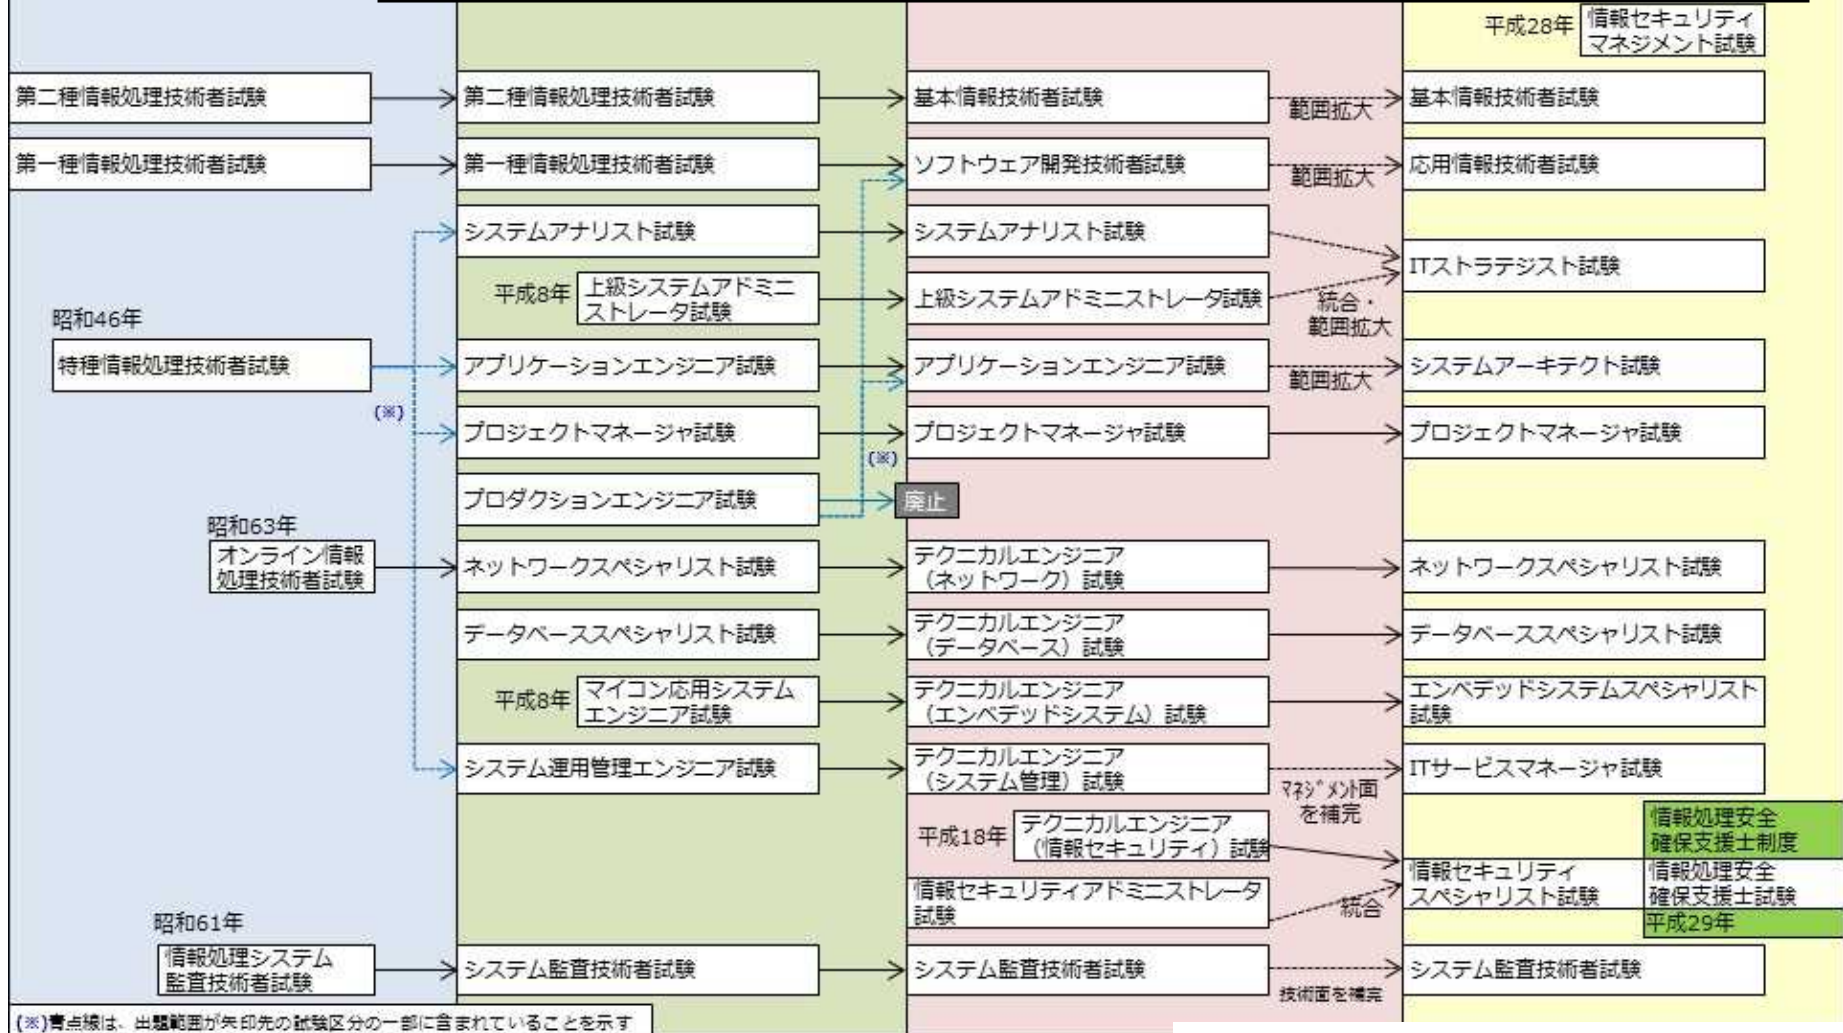 平成28年
情報セキュリティ
マネジメント試験
第二種情報処理技術者試験
第二種情報処理技術者試験
基本情報技術者試験
範囲拡大
基本情報技術者試験
第一種情報処理技術者試験
第一種情報処理技術者試験
ソフトウェア開発技術者試験
範囲拡大
応用情報技術者試験
システムアナリスト試験
システムアナリスト試験
ITストラテジスト試験
平成8年
上級システムアドミニ
ストレータ試験
上級システムアドミニストレータ試験
統合・
範囲拡大
昭和46年
特種情報処理技術者試験
(※)
アプリケーションエンジニア試験
アプリケーションエンジニア試験
範囲拡大
システムアーキテクト試験
プロジェクトマネージャ試験
プロジェクトマネージャ試験
プロジェクトマネージャ試験
(※)
プロダクションエンジニア試験
廃止
昭和63年
オンライン情報
処理技術者試験
ネットワークスペシャリスト試験
テクニカルエンジニア
（ネットワーク）試験
ネットワークスペシャリスト試験
データベーススペシャリスト試験
テクニカルエンジニア
（データベース）試験
データベーススペシャリスト試験
平成8年
マイコン応用システム
エンジニア試験
テクニカルエンジニア
（エンベデッドシステム）試験
エンベデッドシステムスペシャリスト
試験
システム運用管理エンジニア試験
テクニカルエンジニア
（システム管理）試験
ﾏﾈｼﾞﾒﾝﾄ面
を補完
ITサービスマネージャ試験
平成18年
テクニカルエンジニア
（情報セキュリティ）試験
情報セキュリティアドミニストレータ
試験
統合
情報セキュリティ
スペシャリスト試験
情報処理安全
確保支援士制度
情報処理安全
確保支援士試験
平成29年
昭和61年
情報処理システム
監査技術者試験
システム監査技術者試験
システム監査技術者試験
技術面を補完
システム監査技術者試験
(※)青点線は、出題範囲が矢印先の試験区分の一部に含まれていることを示す